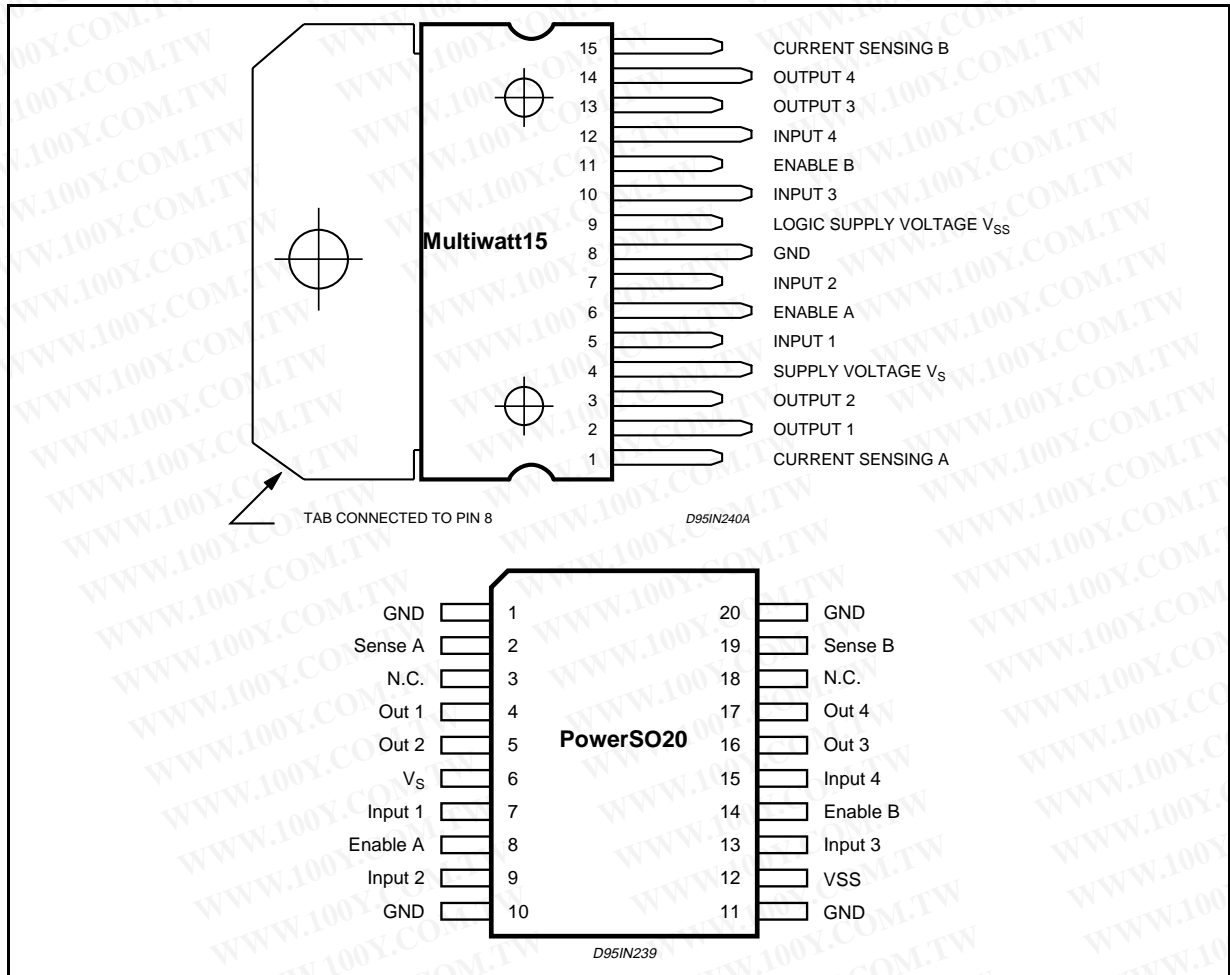 15 CURRENT SENSING B
14 OUTPUT 4
13 OUTPUT 3
12 INPUT 4
11 ENABLE B
10 INPUT 3
9 LOGIC SUPPLY VOLTAGE VSS
Multiwatt15
8 GND
7 INPUT 2
6 ENABLE A
5 INPUT 1
4 SUPPLY VOLTAGE VS
3 OUTPUT 2
2 OUTPUT 1
1 CURRENT SENSING A
TAB CONNECTED TO PIN 8 D95IN240A
GND 1 20 GND
Sense A 2 19 Sense B
N.C. 3 18 N.C.
Out 1 4 17 Out 4
Out 2 5 PowerSO20 16 Out 3
VS 6 15 Input 4
Input 1 7 14 Enable B
Enable A 8 13 Input 3
Input 2 9 12 VSS
GND 10 11 GND
D95IN239
WWW.100Y.COM.TW